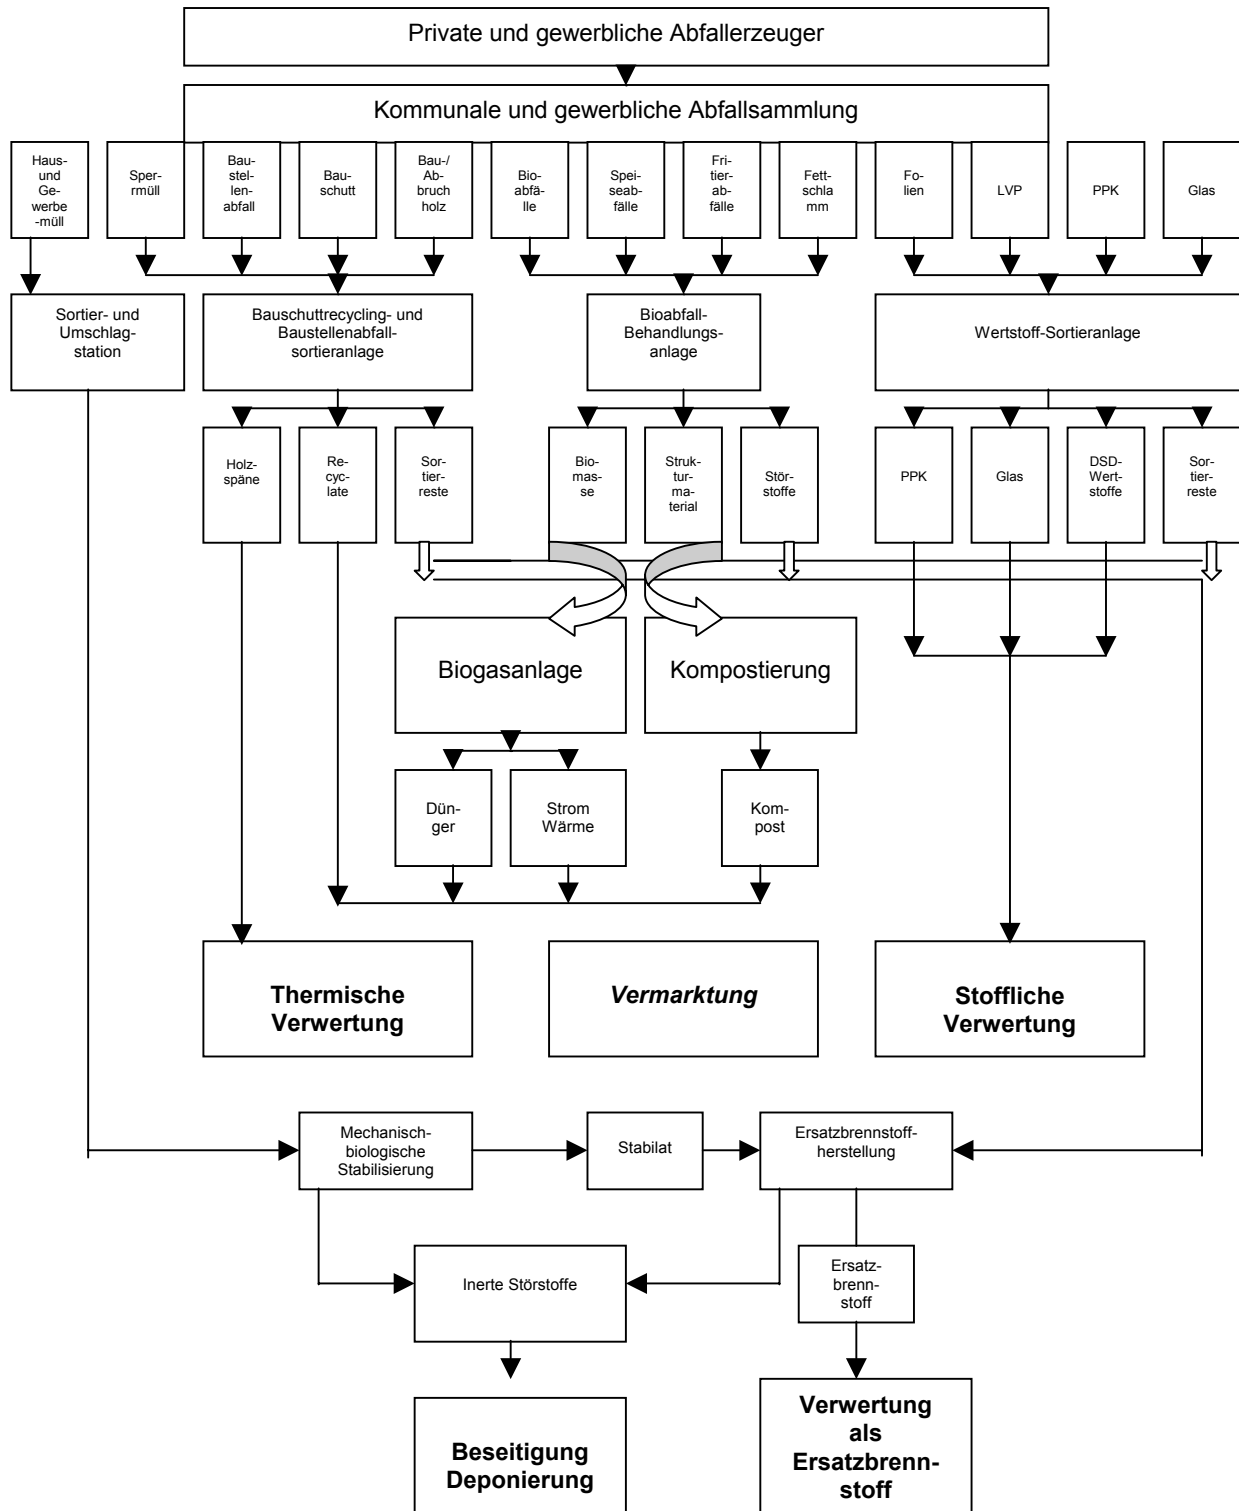 Private und gewerbliche Abfallerzeuger
Kommunale und gewerbliche Abfallsammlung
Haus-
und
Ge-
werbe
-müll
Sper-
rmüll
Bau-
ste-
llen-
abfall
Bau-
schutt
Bau-/
Ab-
bruch
holz
Bio-
abfä-
lle
Spei-
seab-
fälle
Fri-
tier-
ab-
fälle
Fett-
schla
mm
Fo-
lien
LVP
PPK
Glas
Sortier- und
Umschlag-
station
Bauschuttrecycling- und
Baustellenabfall-
sortieranlage
Bioabfall-
Behandlungs-
anlage
Wertstoff-Sortieranlage
Holz-
späne
Re-
cyc-
late
Sor-
tier-
reste
Bio-
mas-
se
Struk-
tur-
ma-
terial
Stör-
stoffe
PPK
Glas
DSD-
Wert-
stoffe
Sor-
tier-
reste
Biogasanlage
Kompostierung
Dün-
ger
Strom
Wärme
Kom-
post
Thermische
Verwertung
Vermarktung
Stoffliche
Verwertung
Mechanisch-
biologische
Stabilisierung
Stabilat
Ersatzbrennstoff-
herstellung
Inerte Störstoffe
Ersatz-
brenn-
stoff
Beseitigung
Deponierung
Verwertung
als
Ersatzbrenn-
stoff